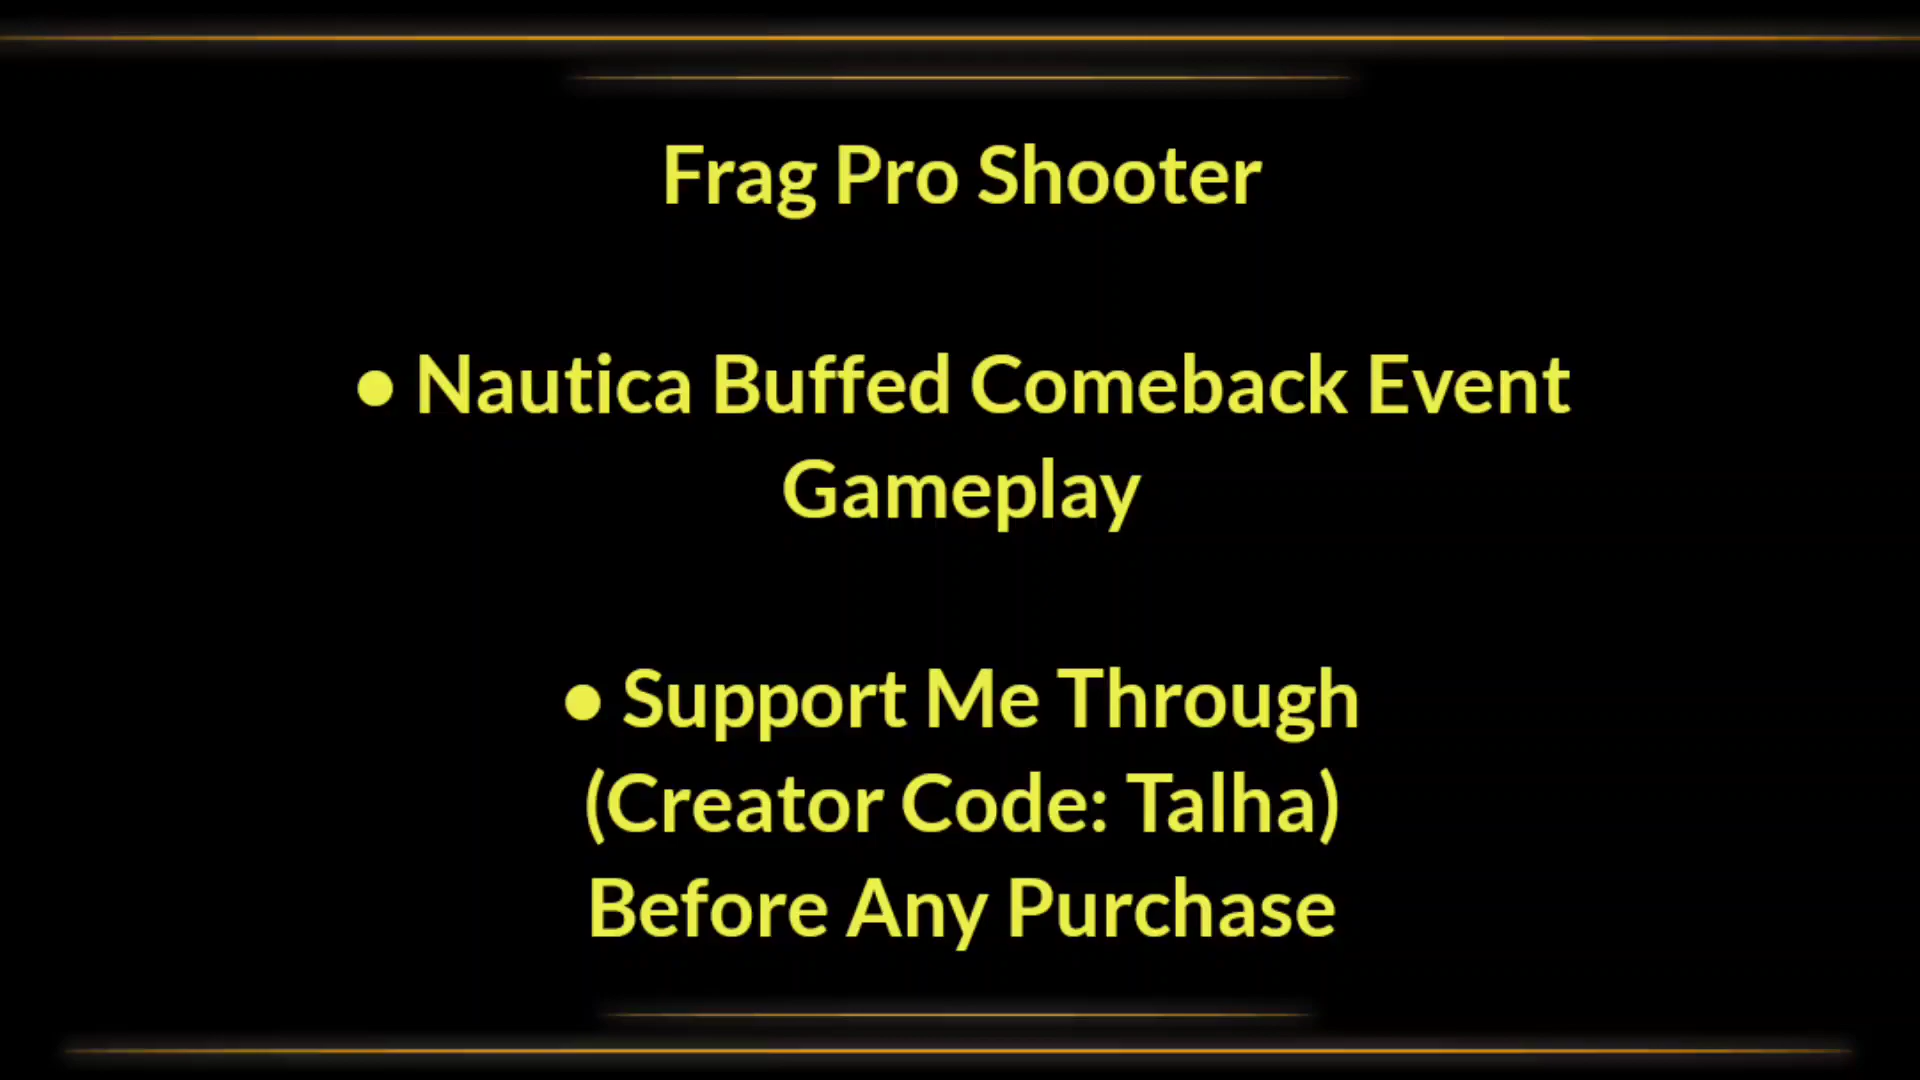 Frag Pro Shooter
• Nautica Buffed Comeback Event
Gameplay
• Support Me Through
(Creator Code: Talha)
Before Any Purchase